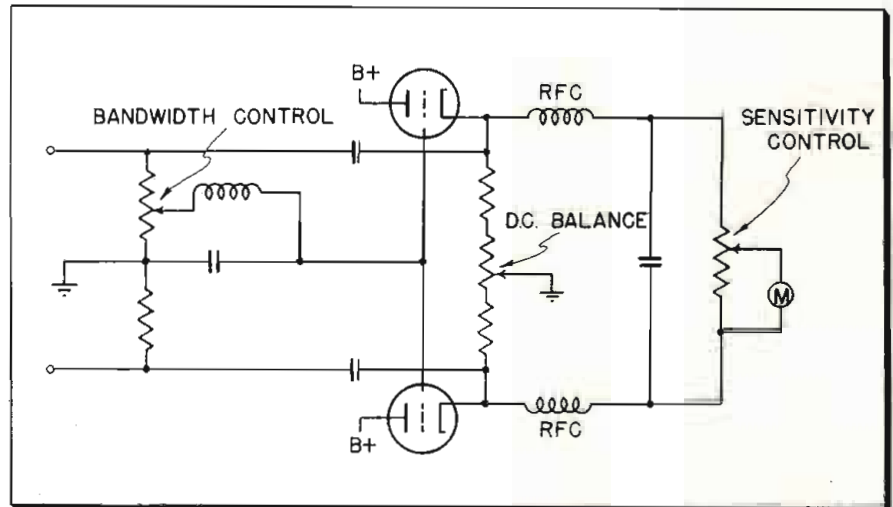 B+
RFC
SENSITIVITY
CONTROL
BANDWIDTH CONTROL
D.C. BALANCE
M
B+
RFC